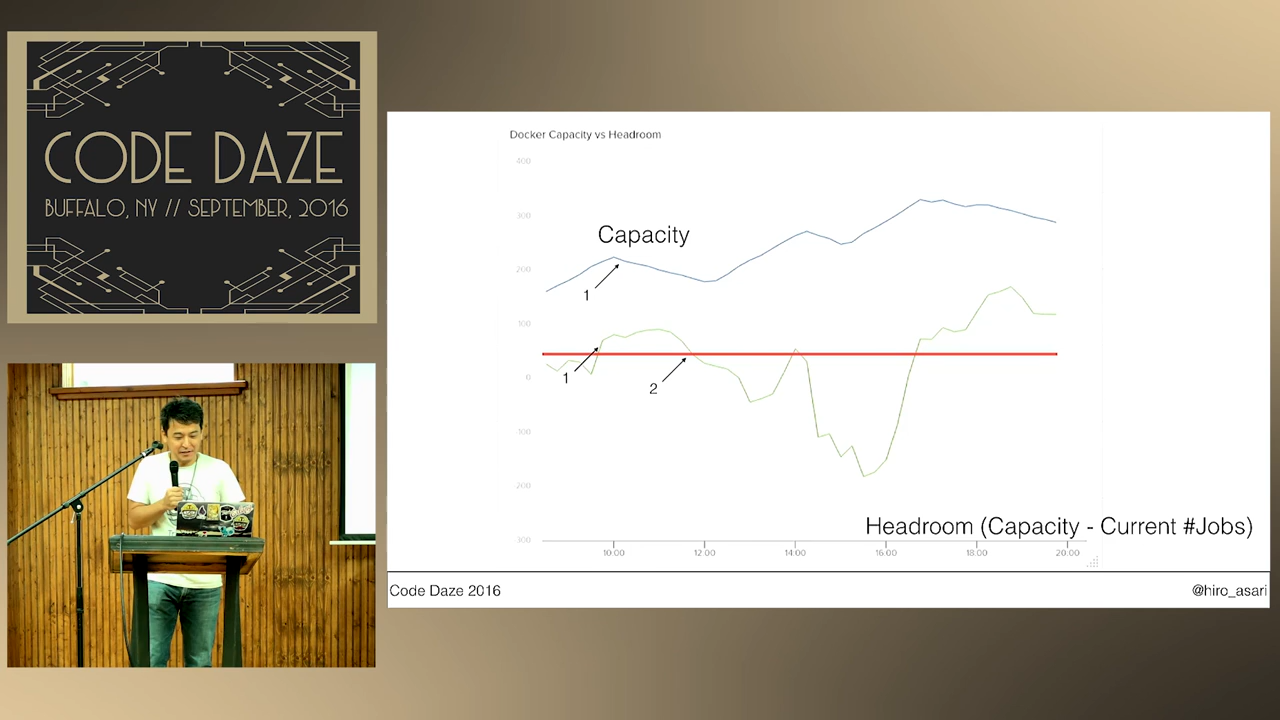 CODE DAZE
BUFFALO, NY // SEPTEMBER, 2016
Docker Capacity vs Headroom
400
300
Capacity
200
1
100
1
2
0
100
200
Headroom (Capacity - Current #Jobs)
300
10:00 12:00 14:00 16:00 18:00 20:00
Code Daze 2016
@hiro_asari